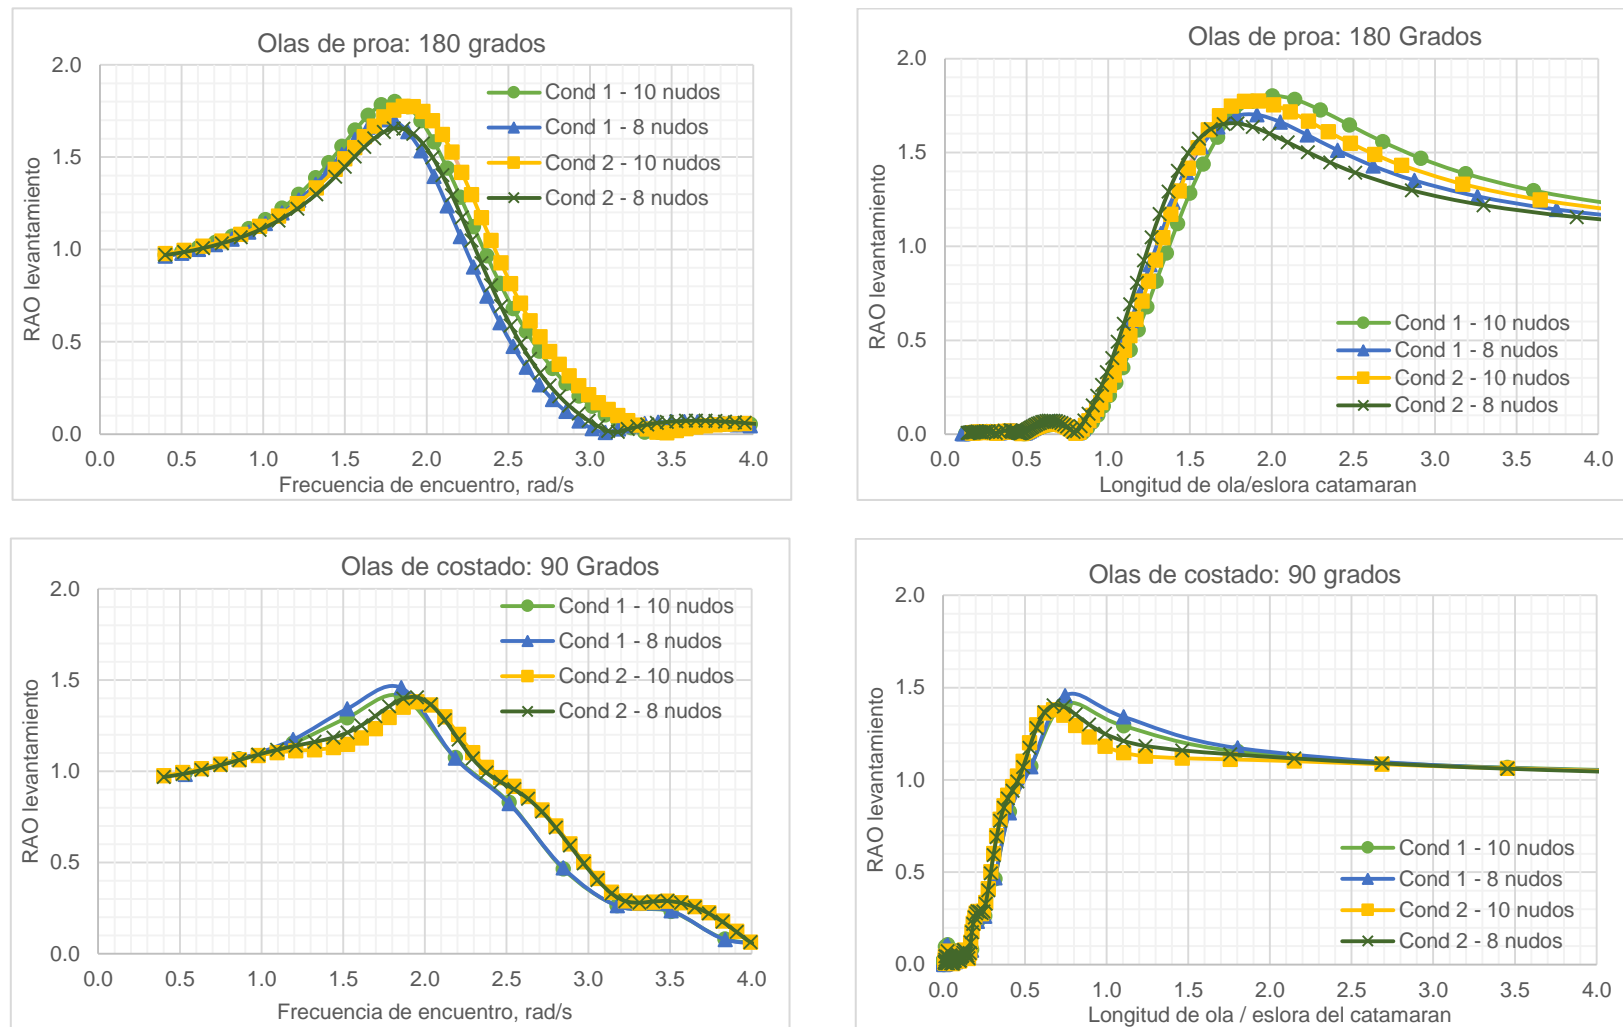 Olas de proa: 180 grados
2.0
1.5
1.0
0.5
0.0
RAO levantamiento
Cond 1 - 10 nudos
Cond 1 - 8 nudos
Cond 2 - 10 nudos
Cond 2 - 8 nudos
0.0 0.5 1.0 1.5 2.0 2.5 3.0 3.5 4.0
Frecuencia de encuentro, rad/s
Olas de proa: 180 Grados
2.0
1.5
1.0
0.5
0.0
RAO levantamiento
Cond 1 - 10 nudos
Cond 1 - 8 nudos
Cond 2 - 10 nudos
Cond 2 - 8 nudos
0.0 0.5 1.0 1.5 2.0 2.5 3.0 3.5 4.0
Longitud de ola/eslora catamaran
Olas de costado: 90 Grados
2.0
1.5
1.0
0.5
0.0
RAO levantamiento
Cond 1 - 10 nudos
Cond 1 - 8 nudos
Cond 2 - 10 nudos
Cond 2 - 8 nudos
0.0 0.5 1.0 1.5 2.0 2.5 3.0 3.5 4.0
Frecuencia de encuentro, rad/s
Olas de costado: 90 grados
2.0
1.5
1.0
0.5
0.0
RAO levantamiento
Cond 1 - 10 nudos
Cond 1 - 8 nudos
Cond 2 - 10 nudos
Cond 2 - 8 nudos
0.0 0.5 1.0 1.5 2.0 2.5 3.0 3.5 4.0
Longitud de ola / eslora del catamaran